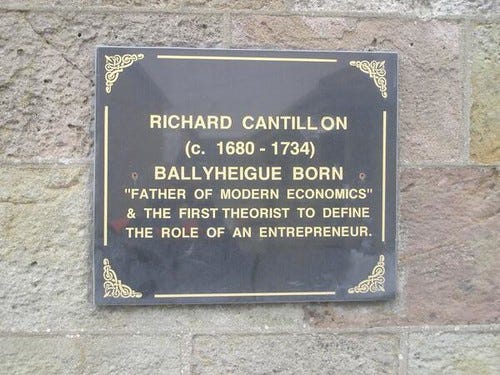 RICHARD CANTILLON
(c. 1680 - 1734)
BALLYHEIGUE BORN
"FATHER OF MODERN ECONOMICS"
& THE FIRST THEORIST TO DEFINE
THE ROLE OF AN ENTREPRENEUR.